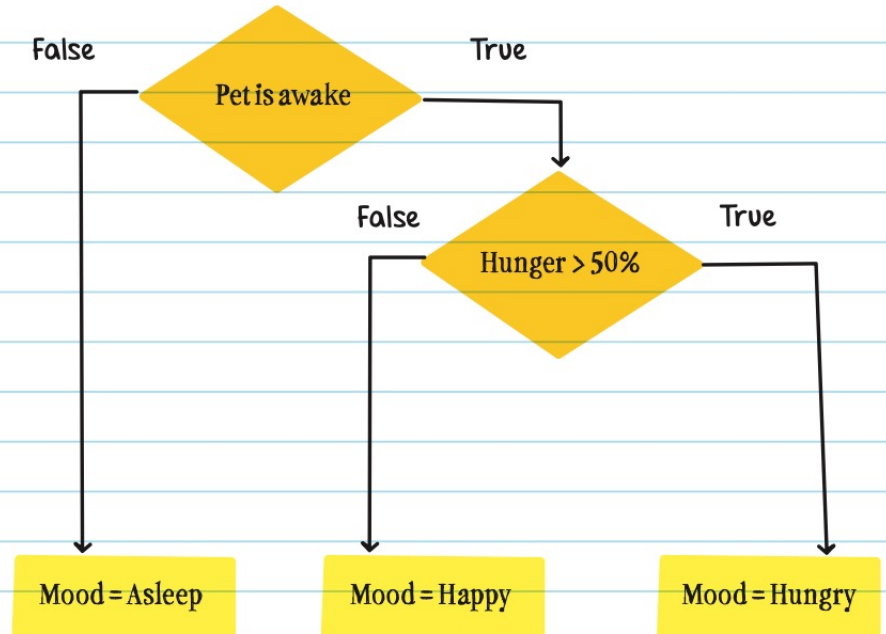 False
True
Pet is awake
False
True
Hunger > 50%
Mood = Asleep
Mood = Happy
Mood = Hungry